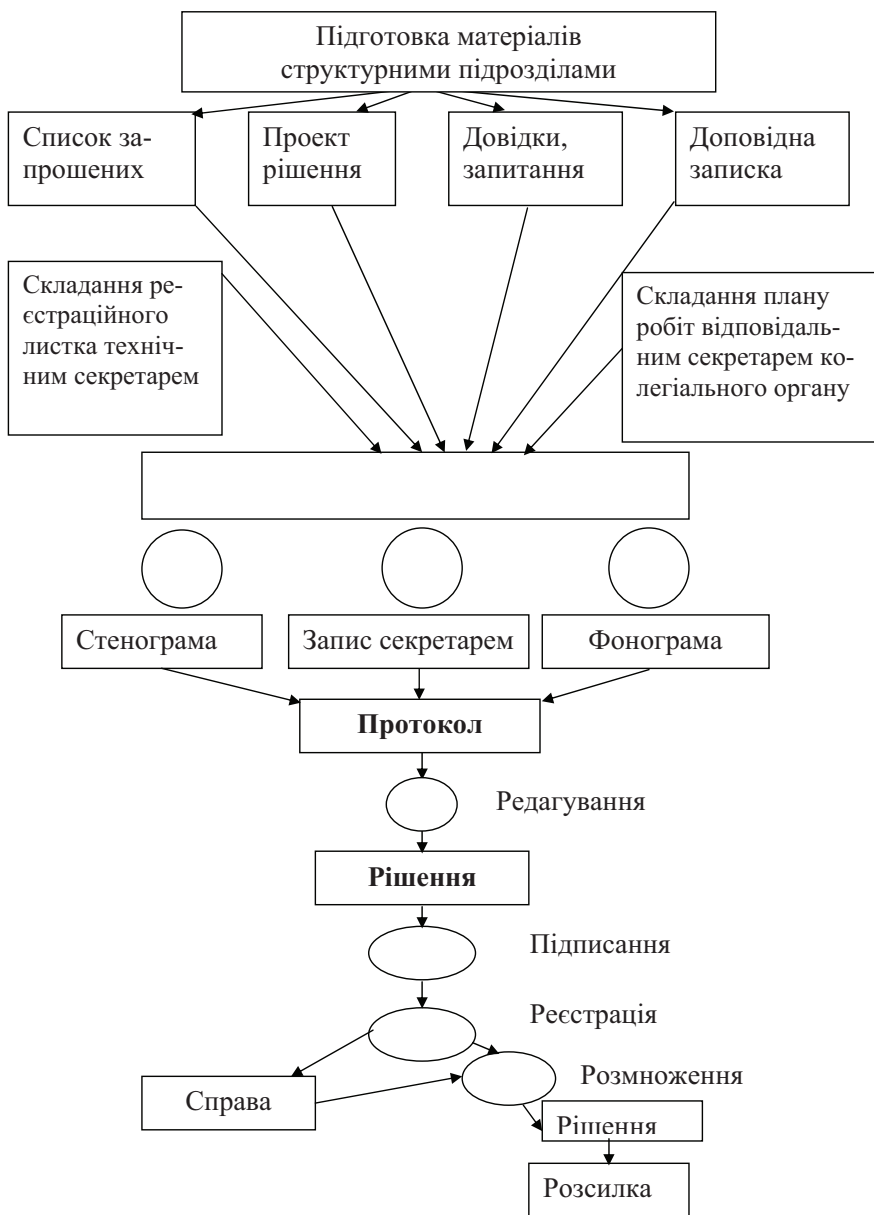 Підготовка матеріалів
структурними підрозділами
Список за-
прошених
Проект
рішення
Довідки,
запитання
Доповідна
записка
Складання ре-
єстраційного
листка техніч-
ним секретарем
Складання плану
робіт відповідаль-
ним секретарем ко-
легіального органу
Стенограма
Запис секретарем
Фонограма
Протокол
Редагування
Рішення
Підписання
Реєстрація
Розмноження
Справа
Рішення
Розсилка